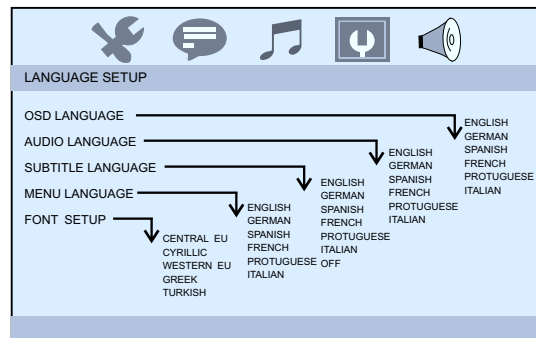 LANGUAGE SETUP
OSD LANGUAGE
ENGLISH
GERMAN
SPANISH
FRENCH
PROTUGUESE
ITALIAN
AUDIO LANGUAGE
ENGLISH
GERMAN
SPANISH
FRENCH
PROTUGUESE
ITALIAN
SUBTITLE LANGUAGE
ENGLISH
GERMAN
SPANISH
FRENCH
PROTUGUESE
ITALIAN
OFF
MENU LANGUAGE
ENGLISH
GERMAN
SPANISH
FRENCH
PROTUGUESE
ITALIAN
FONT SETUP
CENTRAL EU
CYRILLIC
WESTERN EU
GREEK
TURKISH